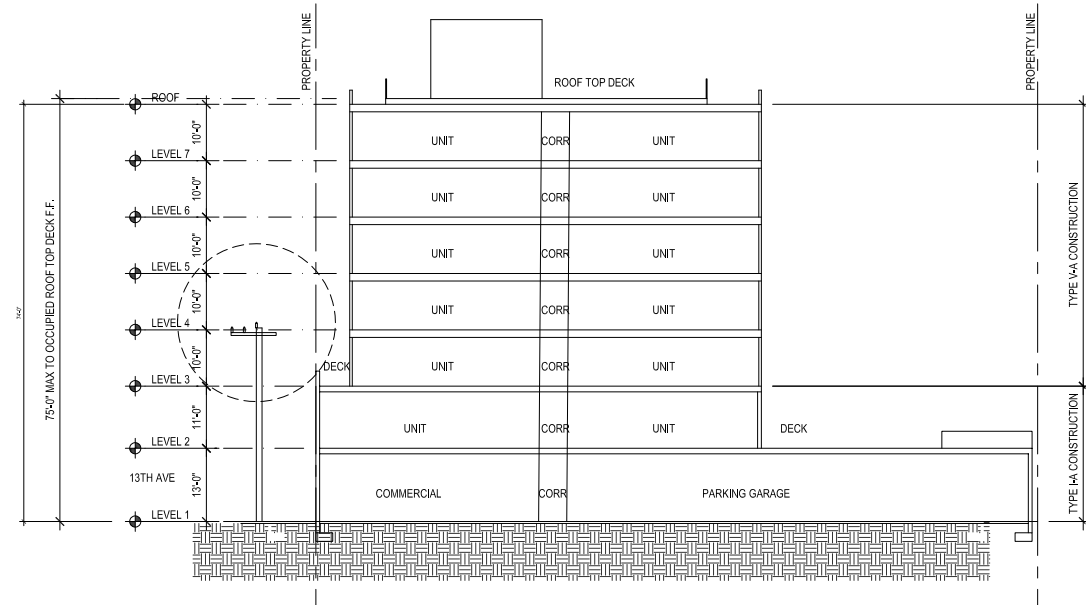 PROPERTY LINE
PROPERTY LINE
ROOF TOP DECK
ROOF
10'-0"
UNIT
CORR
UNIT
LEVEL 7
10'-0"
UNIT
CORR
UNIT
LEVEL 6
10'-0"
UNIT
CORR
UNIT
LEVEL 5
10'-0"
UNIT
CORR
UNIT
LEVEL 4
10'-0"
DECK
UNIT
CORR
UNIT
LEVEL 3
11'-0"
UNIT
CORR
UNIT
DECK
LEVEL 2
13TH AVE
13'-0"
COMMERCIAL
CORR
PARKING GARAGE
LEVEL 1
74'-0"
75'-0" MAX TO OCCUPIED ROOF TOP DECK F.F.
TYPE V-A CONSTRUCTION
TYPE I-A CONSTRUCTION